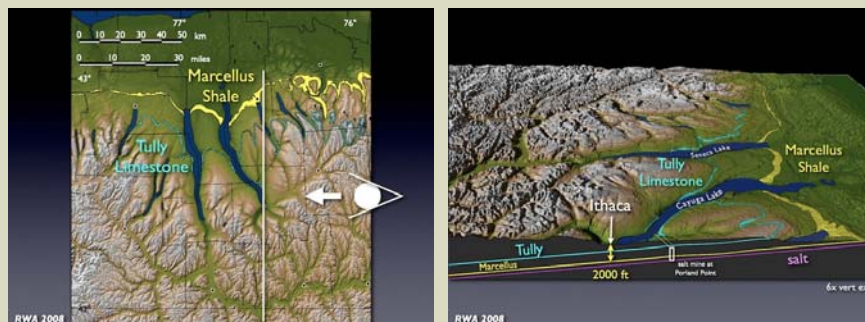 77° 76°
0 10 20 30 40 50 km
0 10 20 30 miles
43°
Marcellus
Shale
Tully
Limestone
42°
RWA 2008
Seneca Lake
Tully
Limestone
Marcellus
Shale
Cayuga Lake
Ithaca
Tully
Marcellus
2000 ft
salt mine at
Portland Point
salt
6x vert ex
RWA 2008